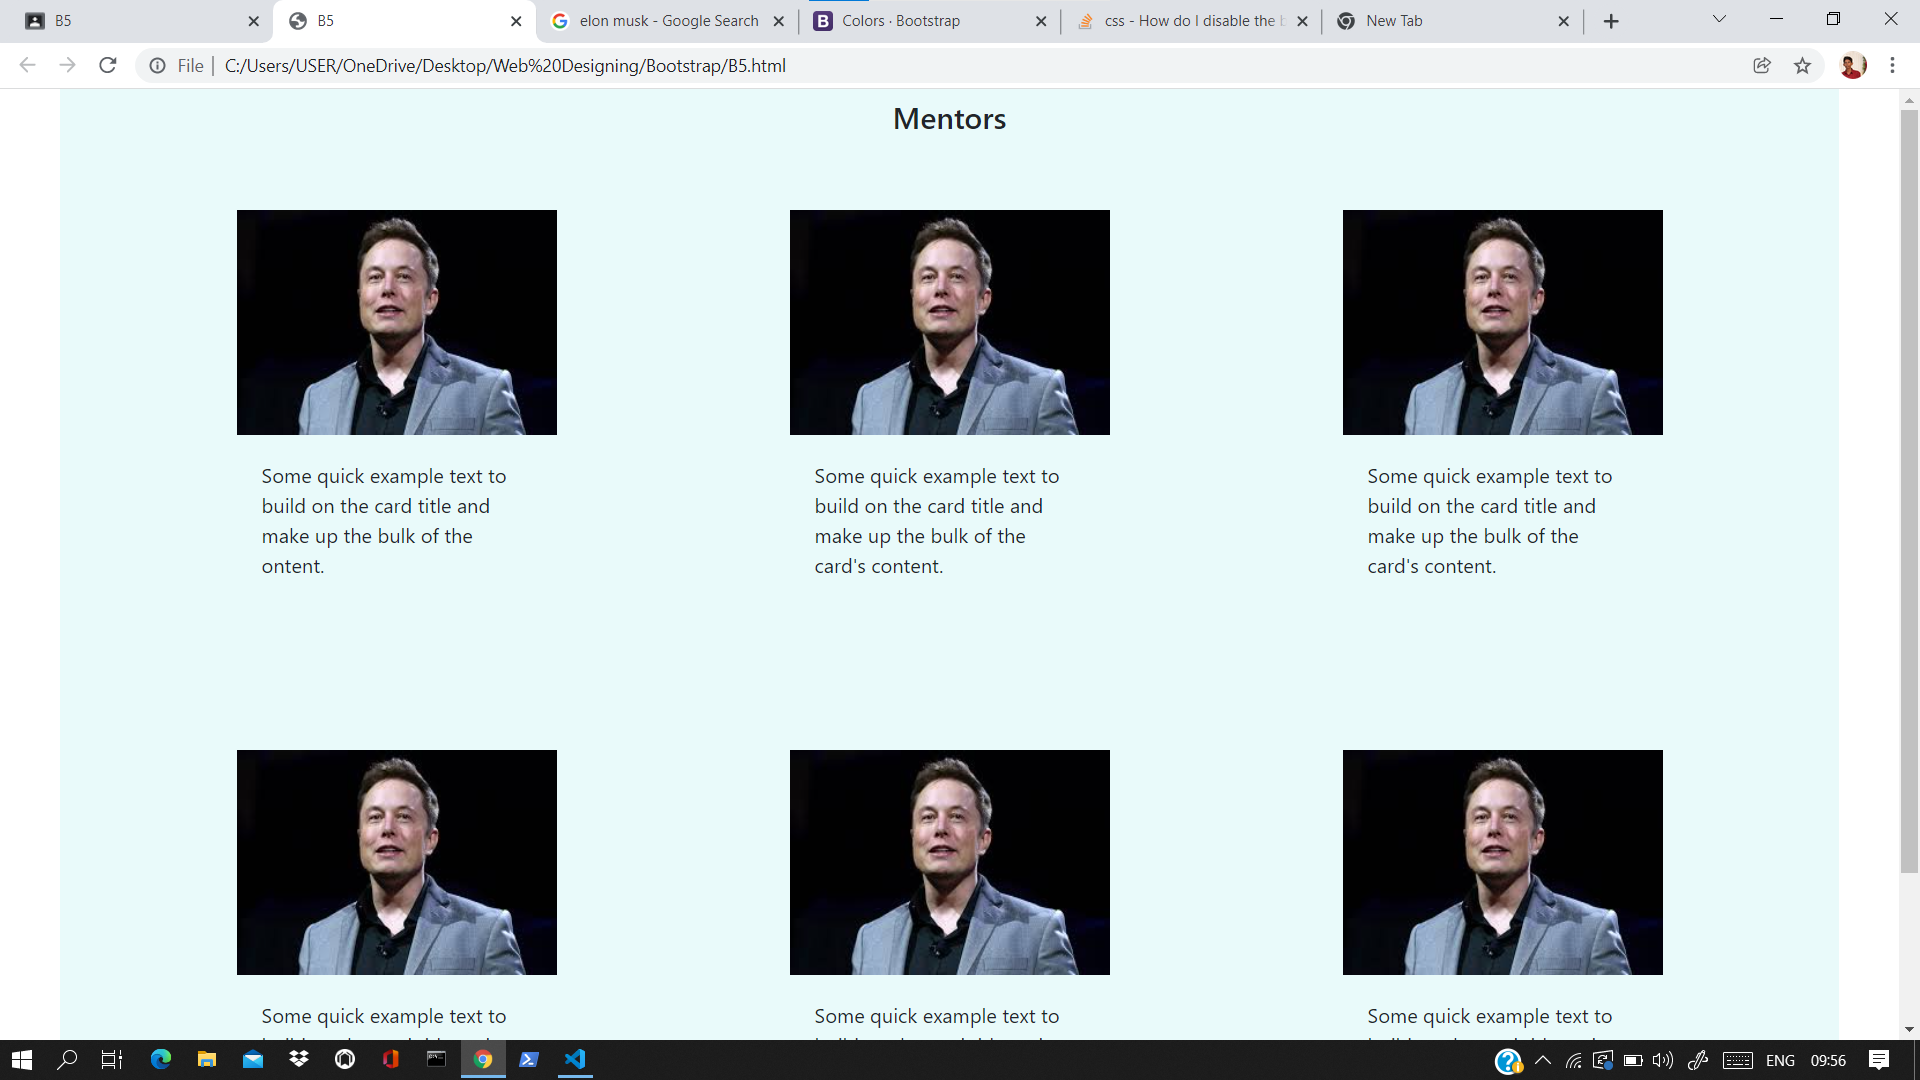 B5
B5
elon musk - Google Search
Colors · Bootstrap
css - How do I disable the b
New Tab
File
C:/Users/USER/OneDrive/Desktop/Web%20Designing/Bootstrap/B5.html
Mentors
Some quick example text to
build on the card title and
make up the bulk of the
ontent.
Some quick example text to
build on the card title and
make up the bulk of the
card's content.
Some quick example text to
build on the card title and
make up the bulk of the
card's content.
Some quick example text to
Some quick example text to
Some quick example text to
ENG
09:56